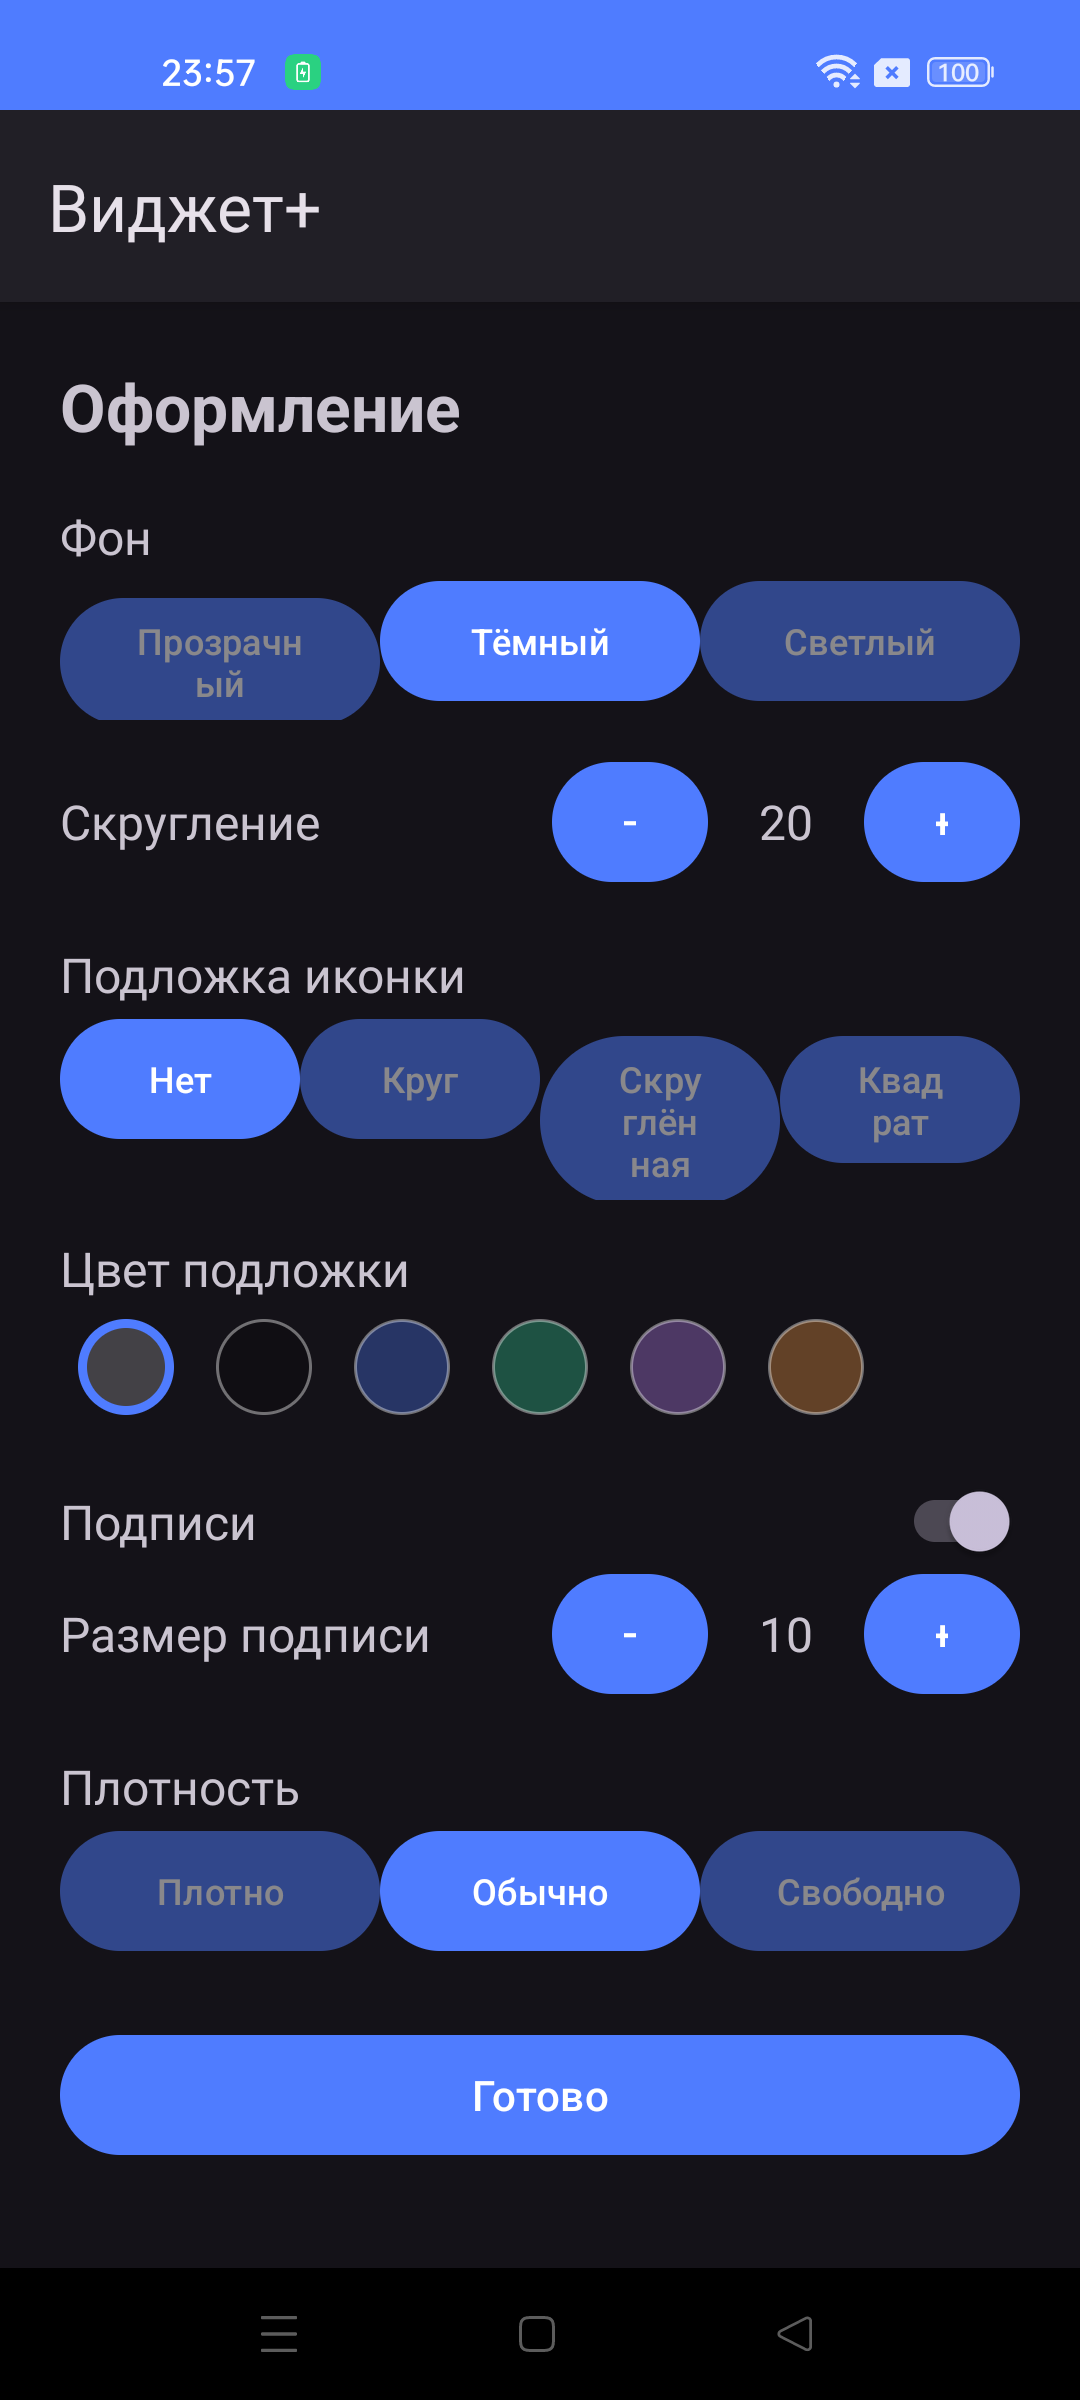 23:57
100
Виджет+
Оформление
Фон
Прозрачн
ый
Тёмный
Светлый
Скругление
-
20
+
Подложка иконки
Нет
Круг
Скру
глён
ная
Квад
рат
Цвет подложки
Подписи
Размер подписи
-
10
+
Плотность
Плотно
Обычно
Свободно
Готово